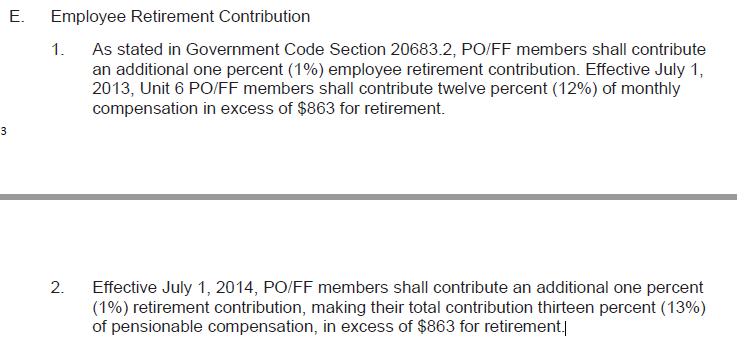 E. Employee Retirement Contribution
1. As stated in Government Code Section 20683.2, PO/FF members shall contribute
an additional one percent (1%) employee retirement contribution. Effective July 1,
2013, Unit 6 PO/FF members shall contribute twelve percent (12%) of monthly
compensation in excess of $863 for retirement.
3
2. Effective July 1, 2014, PO/FF members shall contribute an additional one percent
(1%) retirement contribution, making their total contribution thirteen percent (13%)
of pensionable compensation, in excess of $863 for retirement.